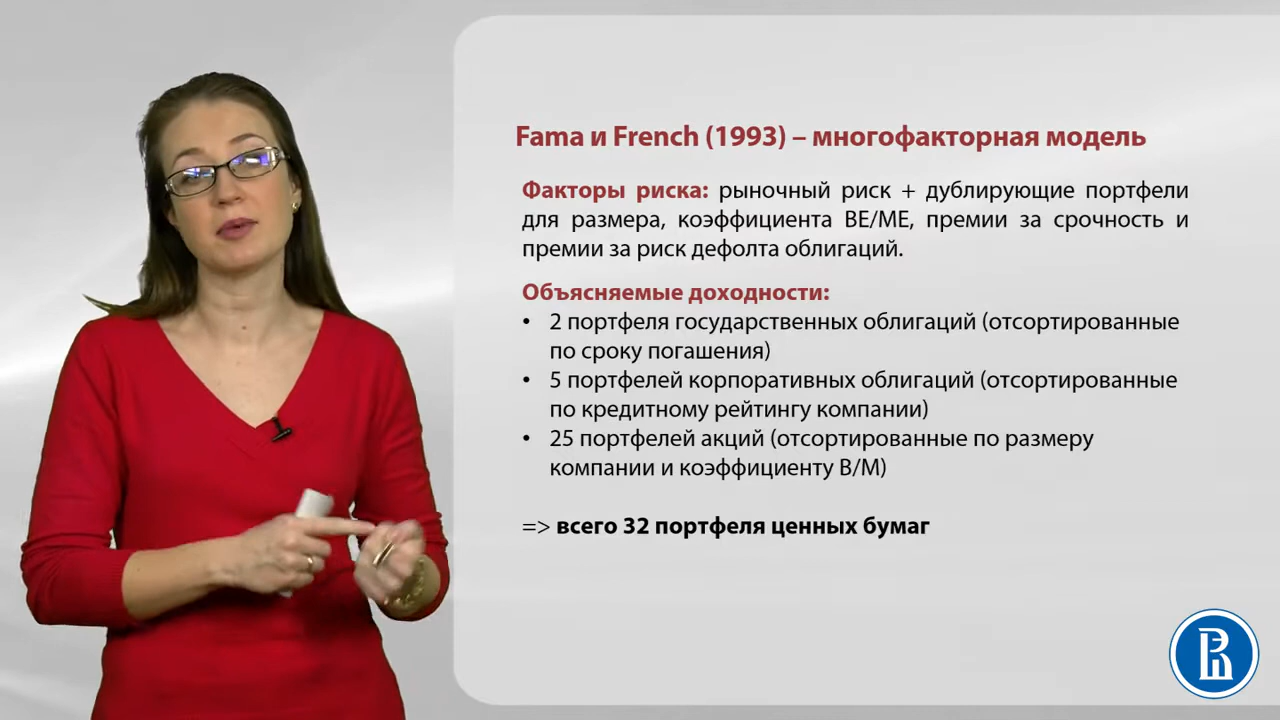 Fama и French (1993) – многофакторная модель
Факторы риска: рыночный риск + дублирующие портфели
для размера, коэффициента BE/ME, премии за срочность и
премии за риск дефолта облигаций.
Объясняемые доходности:
• 2 портфеля государственных облигаций (отсортированные
по сроку погашения)
• 5 портфелей корпоративных облигаций (отсортированные
по кредитному рейтингу компании)
• 25 портфелей акций (отсортированные по размеру
компании и коэффициенту B/M)
=> всего 32 портфеля ценных бумаг